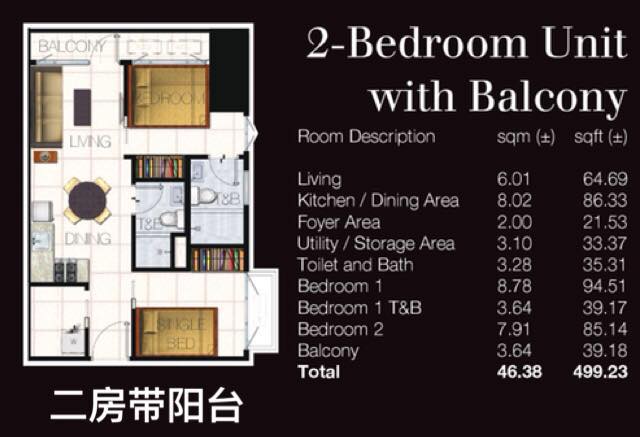 2-Bedroom Unit
with Balcony
Room Description sqm (±) sqft (±)
Living 6.01 64.69
Kitchen / Dining Area 8.02 86.33
Foyer Area 2.00 21.53
Utility / Storage Area 3.10 33.37
Toilet and Bath 3.28 35.31
Bedroom 1 8.78 94.51
Bedroom 1 T&B 3.64 39.17
Bedroom 2 7.91 85.14
Balcony 3.64 39.18
Total 46.38 499.23
BALCONY
BEDROOM
LIVING
T&B
T&B
DINING
SINGLE
BED
W
二房带阳台